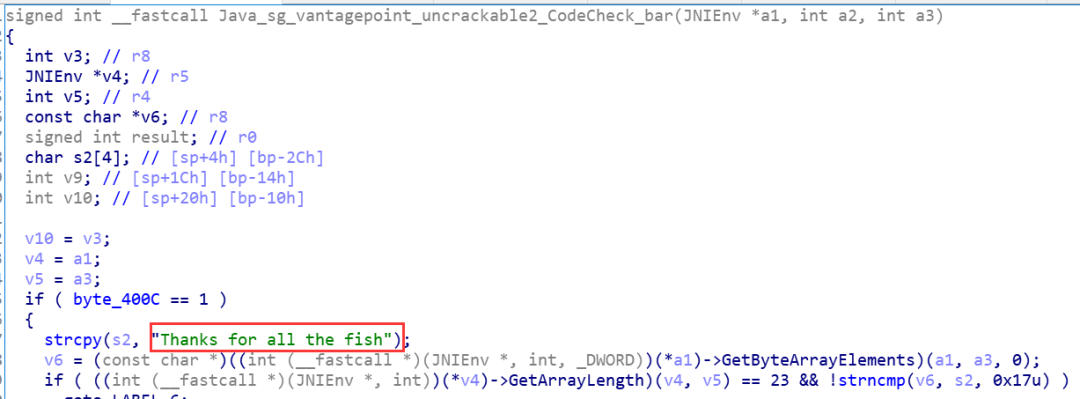 signed int __fastcall Java_sg_vantagepoint_uncrackable2_CodeCheck_bar(JNIEnv *a1, int a2, int a3)
{
int v3; // r8
JNIEnv *v4; // r5
int v5; // r4
const char *v6; // r8
signed int result; // r0
char s2[4]; // [sp+4h] [bp-2Ch]
int v9; // [sp+1Ch] [bp-14h]
int v10; // [sp+20h] [bp-10h]
v10 = v3;
v4 = a1;
v5 = a3;
if ( byte_400C == 1 )
{
strcpy(s2, "Thanks for all the fish");
v6 = (const char *)((int (__fastcall *)(JNIEnv *, int, _DWORD))(*a1)->GetByteArrayElements)(a1, a3, 0);
if ( ((int (__fastcall *)(JNIEnv *, int))(*v4)->GetArrayLength)(v4, v5) == 23 && !strncmp(v6, s2, 0x17u) )